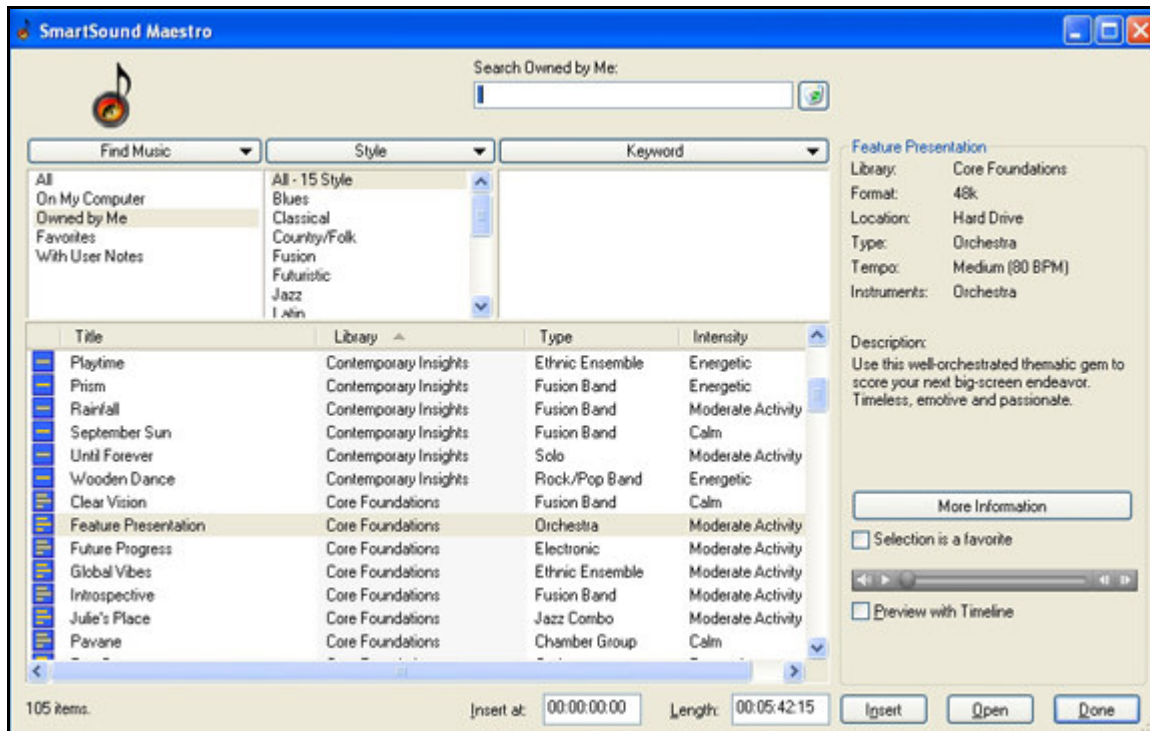 SmartSound Maestro
Search Owned by Me:
Find Music
Style
Keyword
All
On My Computer
Owned by Me
Favorites
With User Notes
All - 15 Style
Blues
Classical
Country/Folk
Fusion
Futuristic
Jazz
Latin
Title Library Type Intensity
Playtime Contemporary Insights Ethnic Ensemble Energetic
Prism Contemporary Insights Fusion Band Energetic
Rainfall Contemporary Insights Fusion Band Moderate Activity
September Sun Contemporary Insights Fusion Band Calm
Until Forever Contemporary Insights Solo Moderate Activity
Wooden Dance Contemporary Insights Rock/Pop Band Energetic
Clear Vision Core Foundations Fusion Band Calm
Feature Presentation Core Foundations Orchestra Moderate Activity
Future Progress Core Foundations Electronic Moderate Activity
Global Vibes Core Foundations Ethnic Ensemble Moderate Activity
Introspective Core Foundations Fusion Band Moderate Activity
Julie's Place Core Foundations Jazz Combo Moderate Activity
Pavane Core Foundations Chamber Group Calm
Feature Presentation
Library: Core Foundations
Format: 48k
Location: Hard Drive
Type: Orchestra
Tempo: Medium (80 BPM)
Instruments: Orchestra
Description:
Use this well-orchestrated thematic gem to
score your next big-screen endeavor.
Timeless, emotive and passionate.
More Information
Selection is a favorite
Preview with Timeline
105 items.
Insert at: 00:00:00:00
Length: 00:05:42:15
Insert
Open
Done